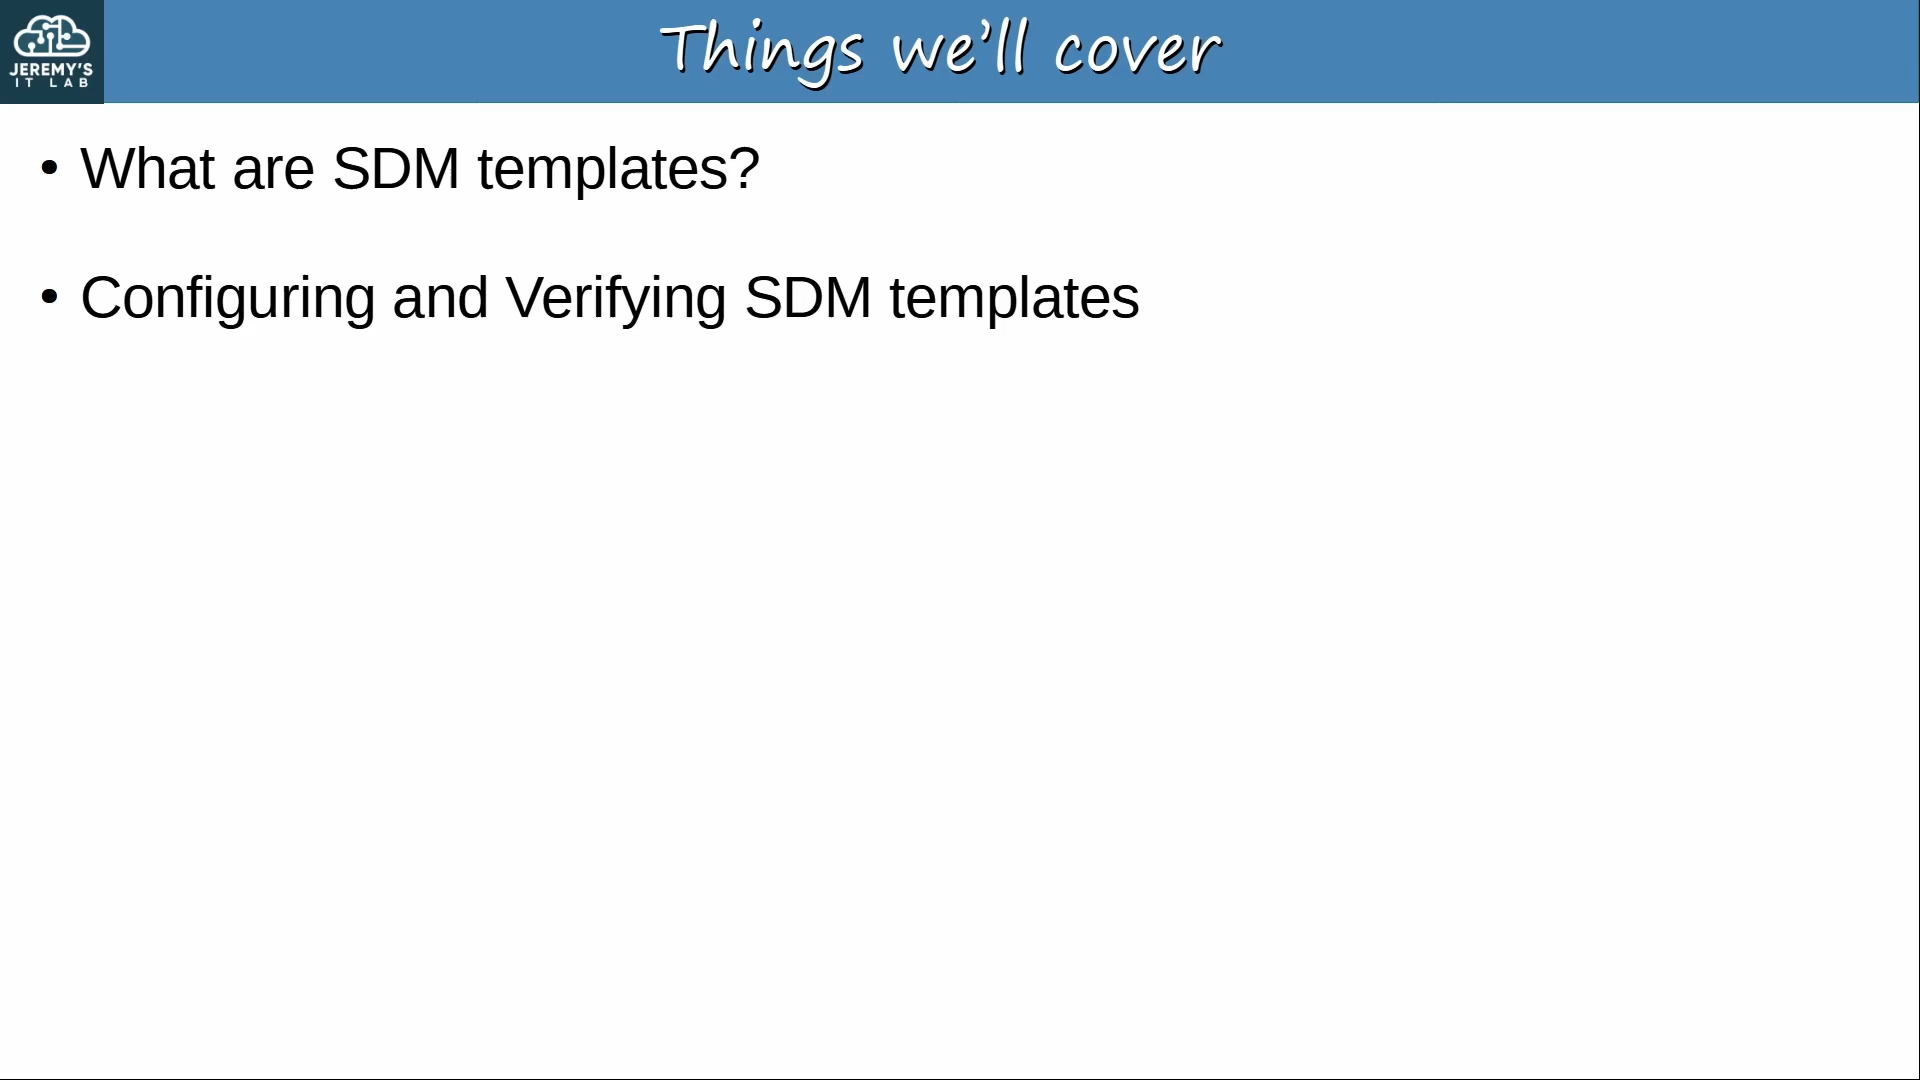 JEREMY'S
IT LAB
Things we'll cover
• What are SDM templates?
• Configuring and Verifying SDM templates